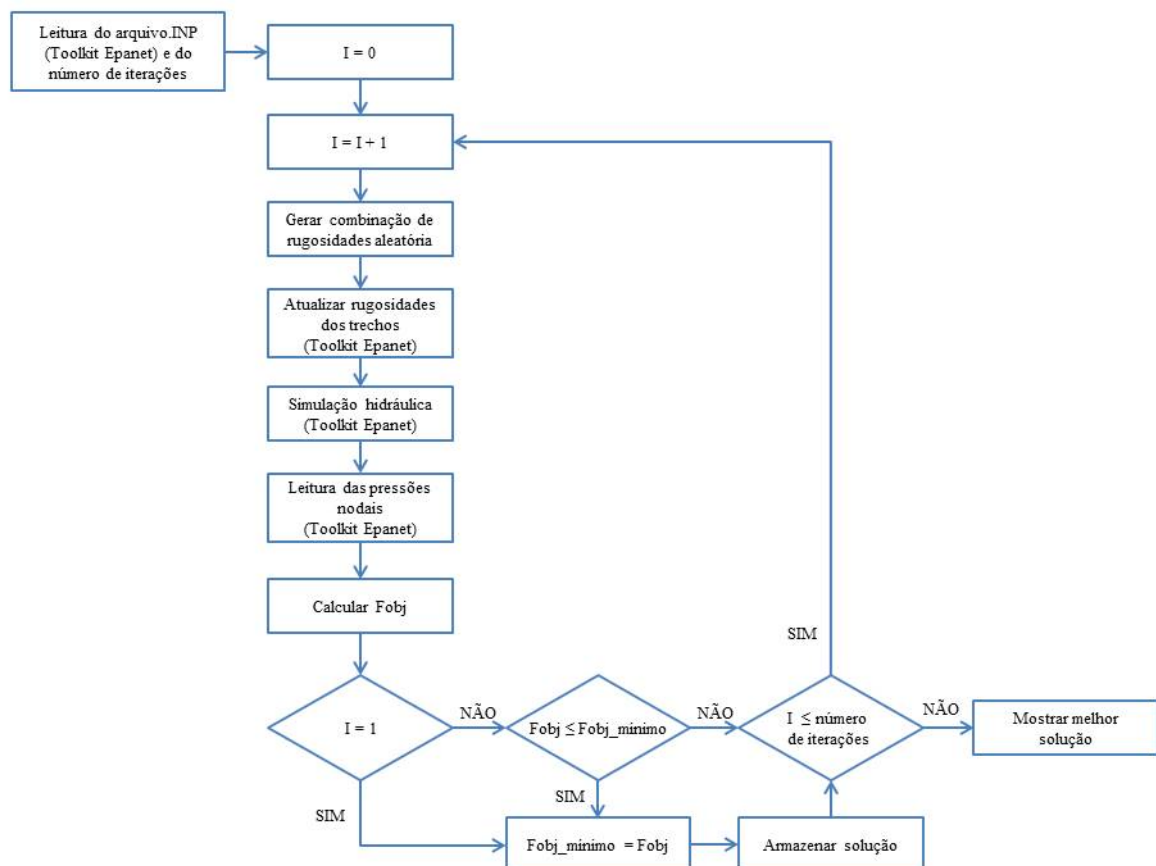 Leitura do arquivo.INP
(Toolkit Epanet) e do
número de iterações
I = 0
I = I + 1
Gerar combinação de
rugosidades aleatória
Atualizar rugosidades
dos trechos
(Toolkit Epanet)
Simulação hidráulica
(Toolkit Epanet)
Leitura das pressões
nodais
(Toolkit Epanet)
Calcular Fobj
I = 1
NÃO
SIM
Fobj ≤ Fobj_mínimo
NÃO
SIM
Fobj_mínimo = Fobj
Armazenar solução
I ≤ número
de iterações
SIM
NÃO
Mostrar melhor
solução